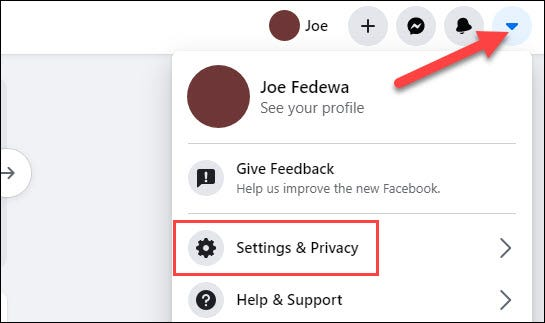 Joe
Joe Fedewa
See your profile
Give Feedback
Help us improve the new Facebook.
Settings & Privacy
Help & Support